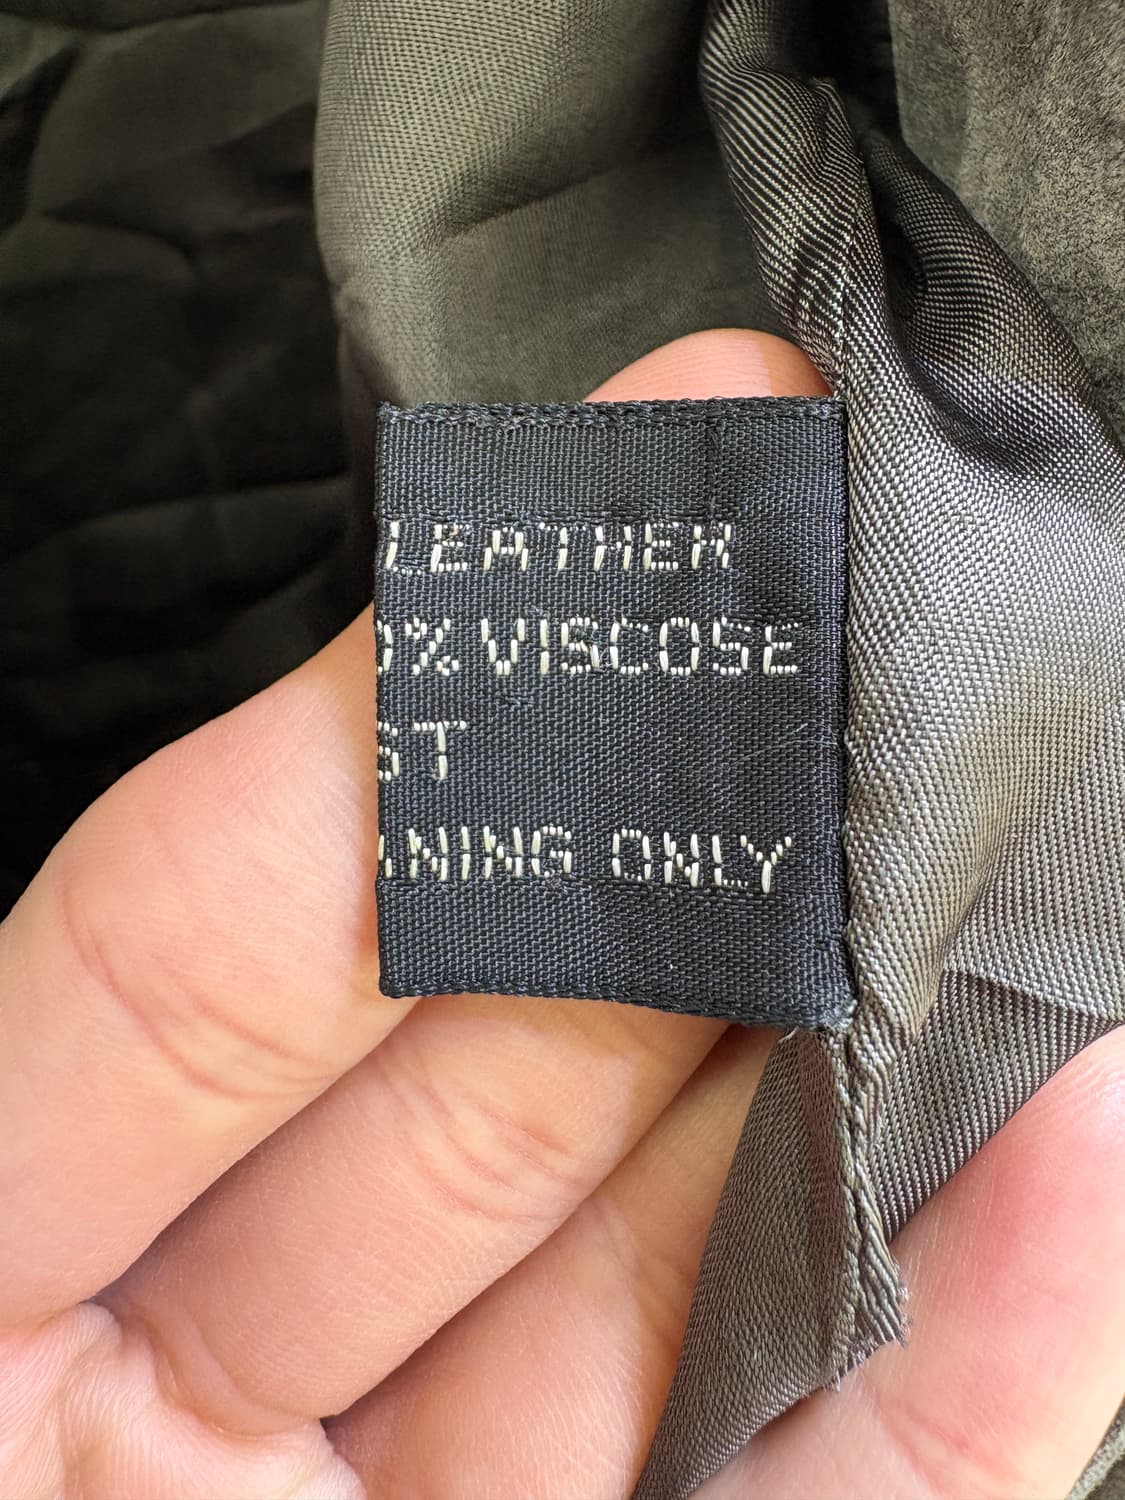 LEATHER
0% VISCOSE
ST
NING ONLY